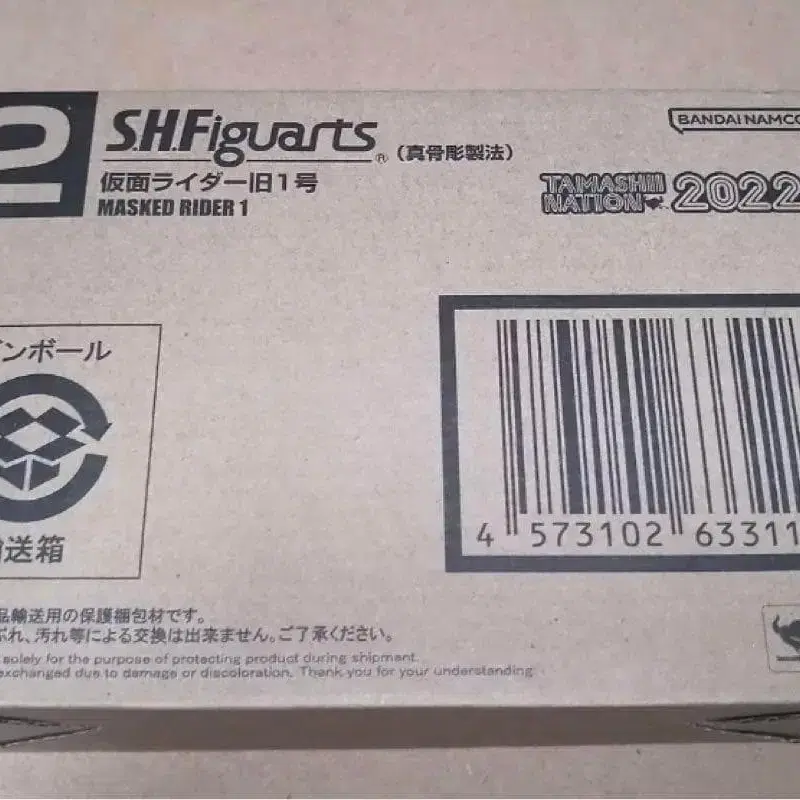 2
S.H.Figuarts® (真骨彫製法)
仮面ライダー旧1号
MASKED RIDER 1
BANDAI NAMCO
TAMASHII
NATION 2022
ンボール
送箱
4 573102 63311
品輸送用の保護梱包材です。
ぶれ、汚れ等による交換は出来ません。ご了承ください。
solely for the purpose of protecting product during shipment.
exchanged due to damage or discoloration. Thank you for your understanding.